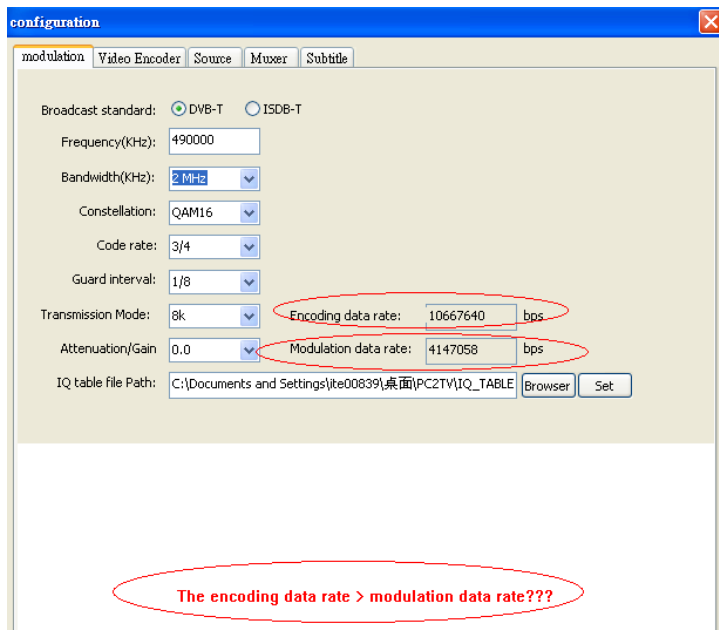 configuration
modulation Video Encoder Source Muxer Subtitle
Broadcast standard: DVB-T ISDB-T
Frequency(KHz): 490000
Bandwidth(KHz): 2 MHz
Constellation: QAM16
Code rate: 3/4
Guard interval: 1/8
Transmission Mode: 8k Encoding data rate: 10667640 bps
Attenuation/Gain 0.0 Modulation data rate: 4147058 bps
IQ table file Path: C:\Documents and Settings\ite00839\桌面\PC2TV\IQ_TABLE Browser Set
The encoding data rate > modulation data rate???